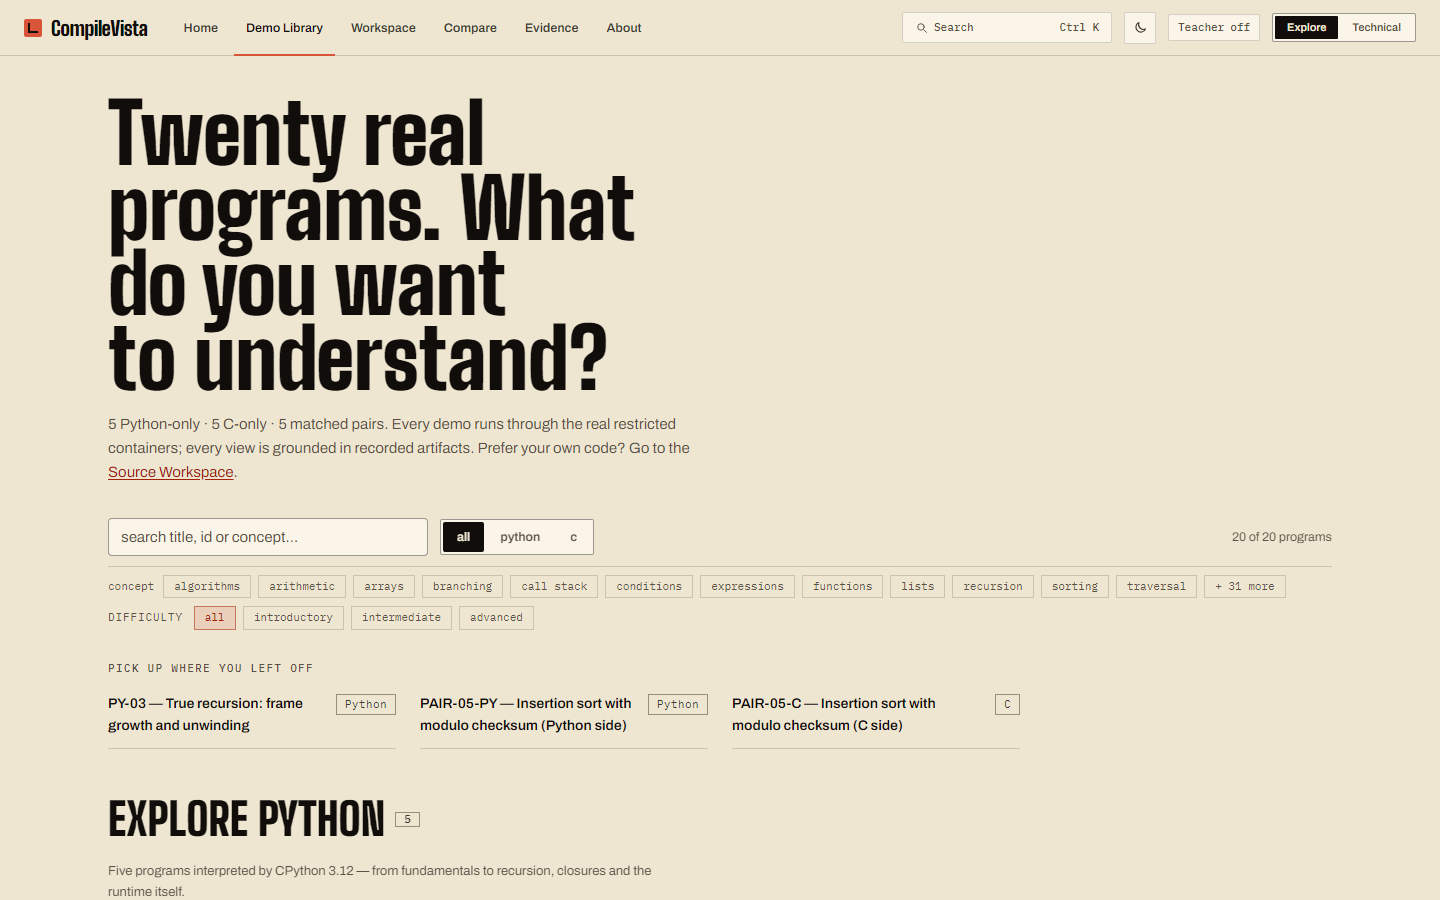 CompileVista Home Demo Library Workspace Compare Evidence About Search Ctrl K Teacher off Explore Technical
Twenty real
programs. What
do you want
to understand?
5 Python-only · 5 C-only · 5 matched pairs. Every demo runs through the real restricted
containers; every view is grounded in recorded artifacts. Prefer your own code? Go to the
Source Workspace.
search title, id or concept... all python c 20 of 20 programs
concept algorithms arithmetic arrays branching call stack conditions expressions functions lists recursion sorting traversal + 31 more
DIFFICULTY all introductory intermediate advanced
PICK UP WHERE YOU LEFT OFF
PY-03 — True recursion: frame
growth and unwinding
Python
PAIR-05-PY — Insertion sort with
modulo checksum (Python side)
Python
PAIR-05-C — Insertion sort with
modulo checksum (C side)
C
EXPLORE PYTHON 5
Five programs interpreted by CPython 3.12 — from fundamentals to recursion, closures and the
runtime itself.